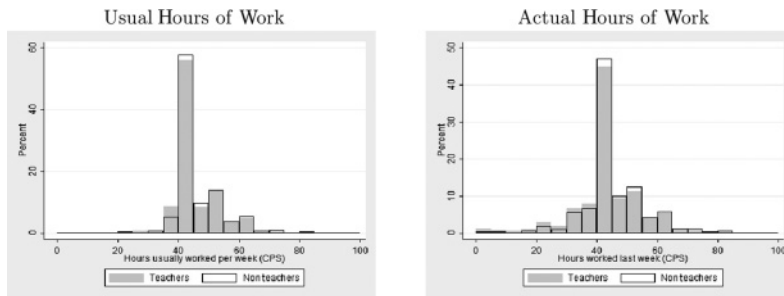 Usual Hours of Work
Percent
60
40
20
0
0 20 40 60 80 100
Hours usually worked per week (CPS)
Teachers Non teachers
Actual Hours of Work
Percent
50
40
30
20
10
0
0 20 40 60 80 100
Hours worked last week (CPS)
Teachers Non teachers